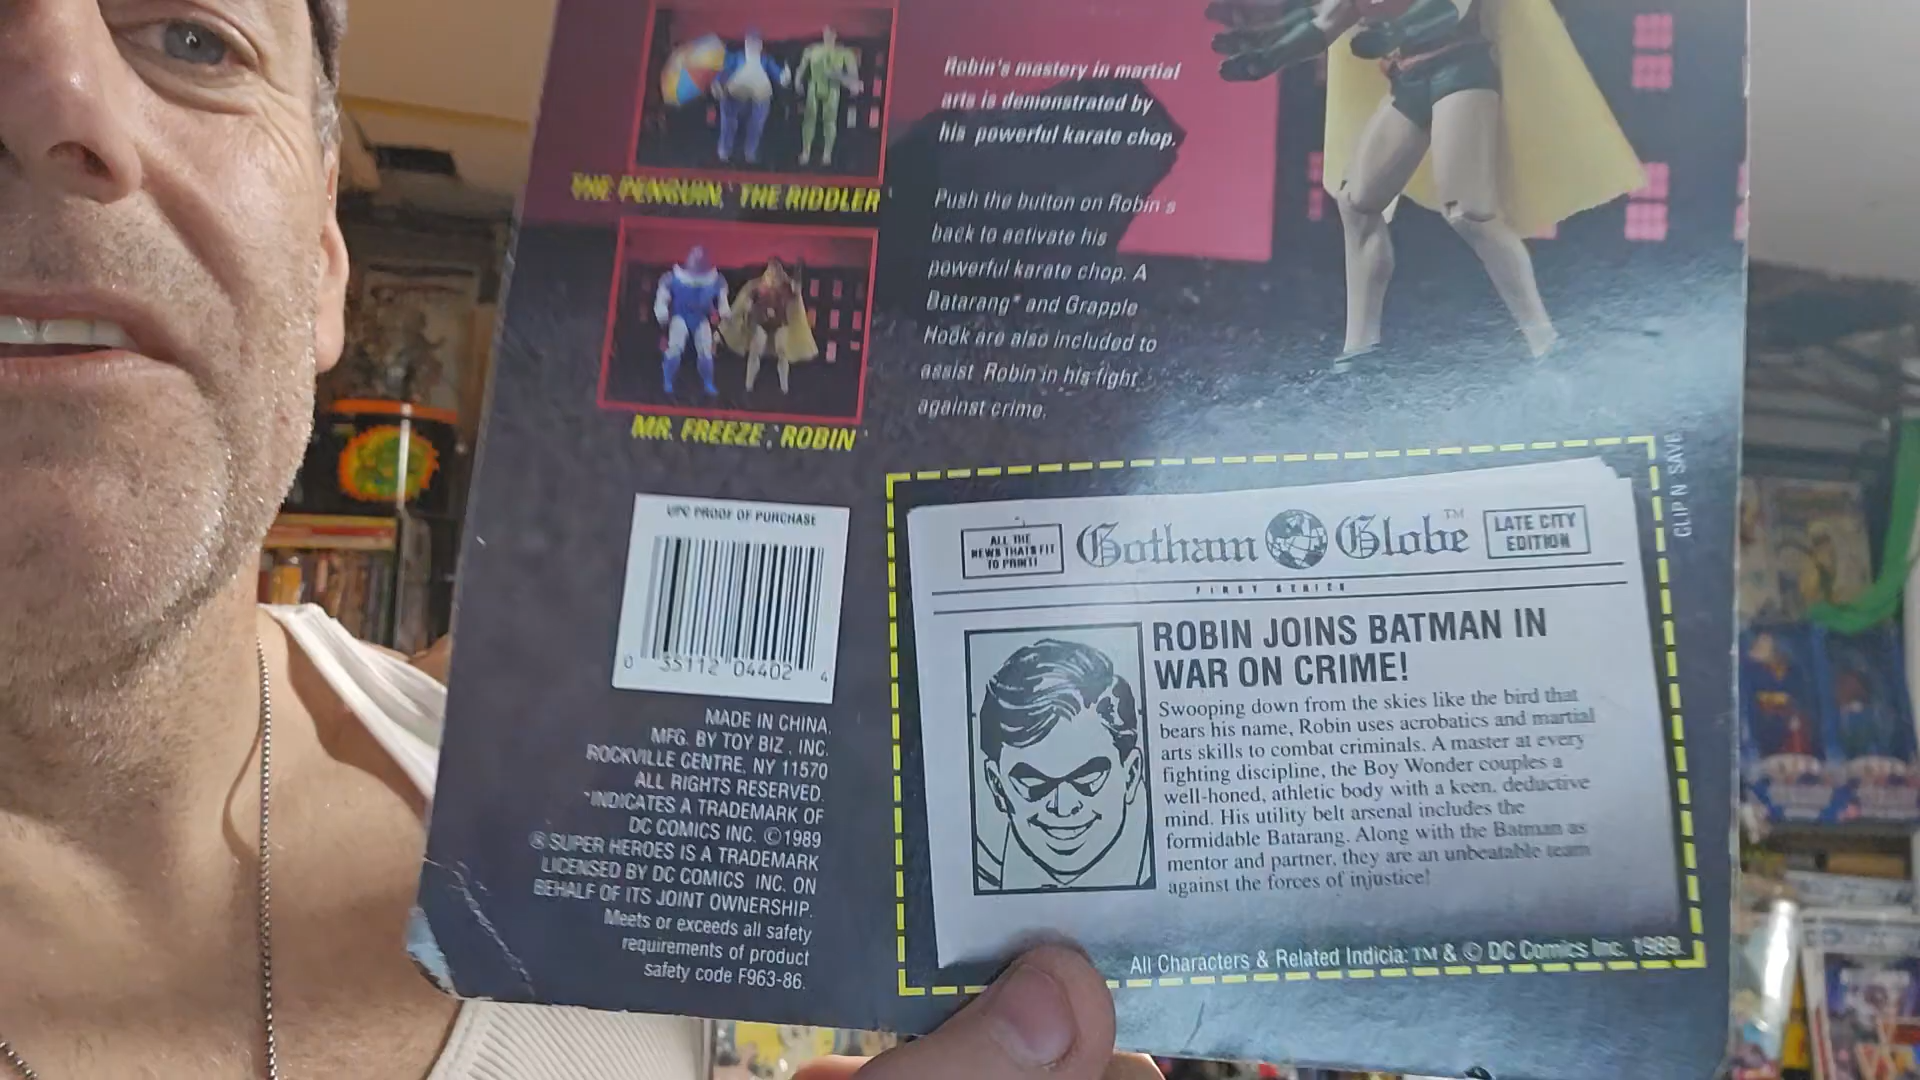 THE PENGUIN,* THE RIDDLER*
MR. FREEZE,* ROBIN*
Robin's mastery in martial
arts is demonstrated by
his powerful karate chop.
Push the button on Robin's
back to activate his
powerful karate chop. A
Batarang* and Grapple
Hook are also included to
assist Robin in his fight
against crime.
UPC PROOF OF PURCHASE
0 35112 04402 4
MADE IN CHINA.
MFG. BY TOY BIZ, INC.
ROCKVILLE CENTRE, NY 11570
ALL RIGHTS RESERVED.
*INDICATES A TRADEMARK OF
DC COMICS INC. ©1989
® SUPER HEROES IS A TRADEMARK
LICENSED BY DC COMICS INC. ON
BEHALF OF ITS JOINT OWNERSHIP.
Meets or exceeds all safety
requirements of product
safety code F963-86.
CLIP N SAVE
ALL THE
NEWS THATS FIT
TO PRINT!
Gotham Globe™
LATE CITY
EDITION
FIRST SERIES
ROBIN JOINS BATMAN IN
WAR ON CRIME!
Swooping down from the skies like the bird that
bears his name, Robin uses acrobatics and martial
arts skills to combat criminals. A master at every
fighting discipline, the Boy Wonder couples a
well-honed, athletic body with a keen, deductive
mind. His utility belt arsenal includes the
formidable Batarang. Along with the Batman as
mentor and partner, they are an unbeatable team
against the forces of injustice!
All Characters & Related Indicia: TM & © DC Comics Inc. 1989.